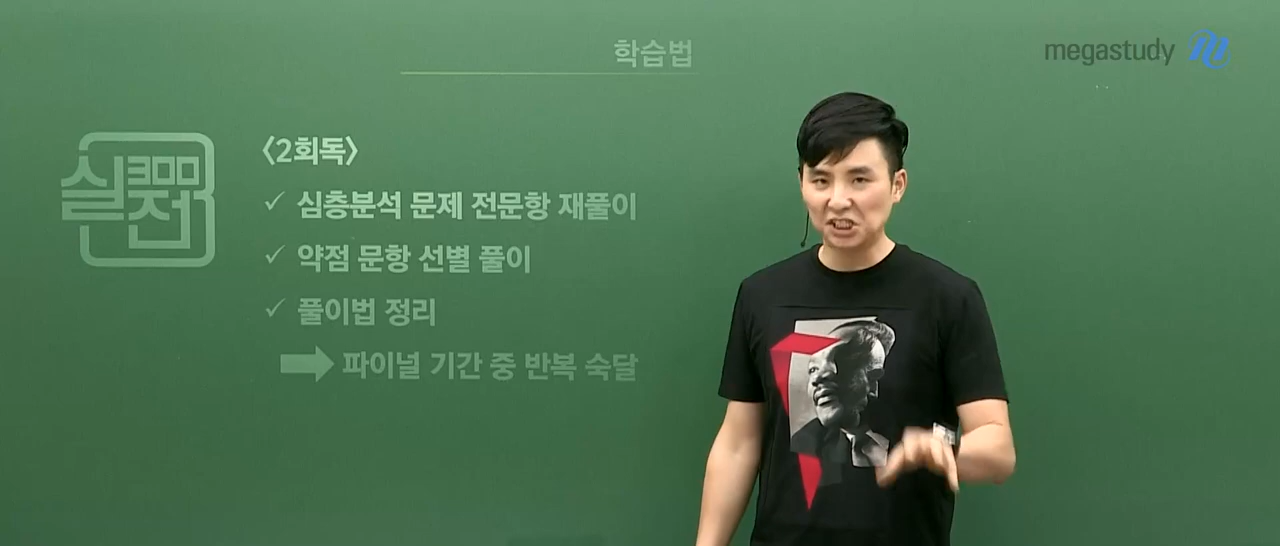 학습법
megastudy
실전
300
〈2회독〉
✓ 심층분석 문제 전문항 재풀이
✓ 약점 문항 선별 풀이
✓ 풀이법 정리
➡ 파이널 기간 중 반복 숙달